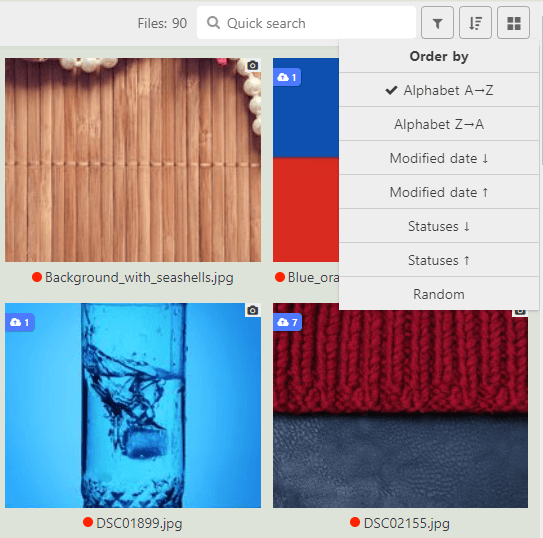 Files: 90
Quick search
Order by
✔ Alphabet A→Z
Alphabet Z→A
Modified date ↓
Modified date ↑
Statuses ↓
Statuses ↑
Random
1
Background_with_seashells.jpg
Blue_ora
1
7
DSC01899.jpg
DSC02155.jpg